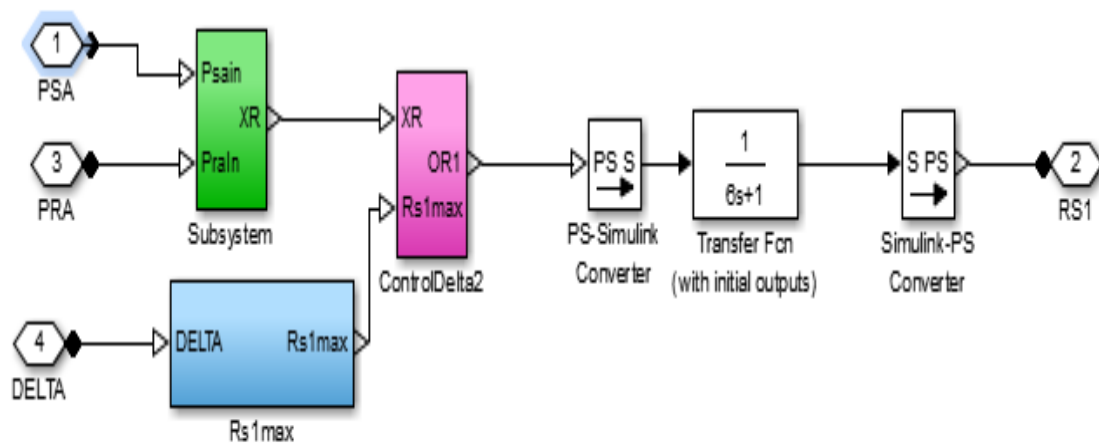 1
PSA
3
PRA
Psain
XR
PraIn
Subsystem
4
DELTA
DELTA
Rs1max
Rs1max
XR
OR1
Rs1max
ControlDelta2
PS S
PS-Simulink
Converter
1
6s+1
Transfer Fcn
(with initial outputs)
S PS
Simulink-PS
Converter
2
RS1